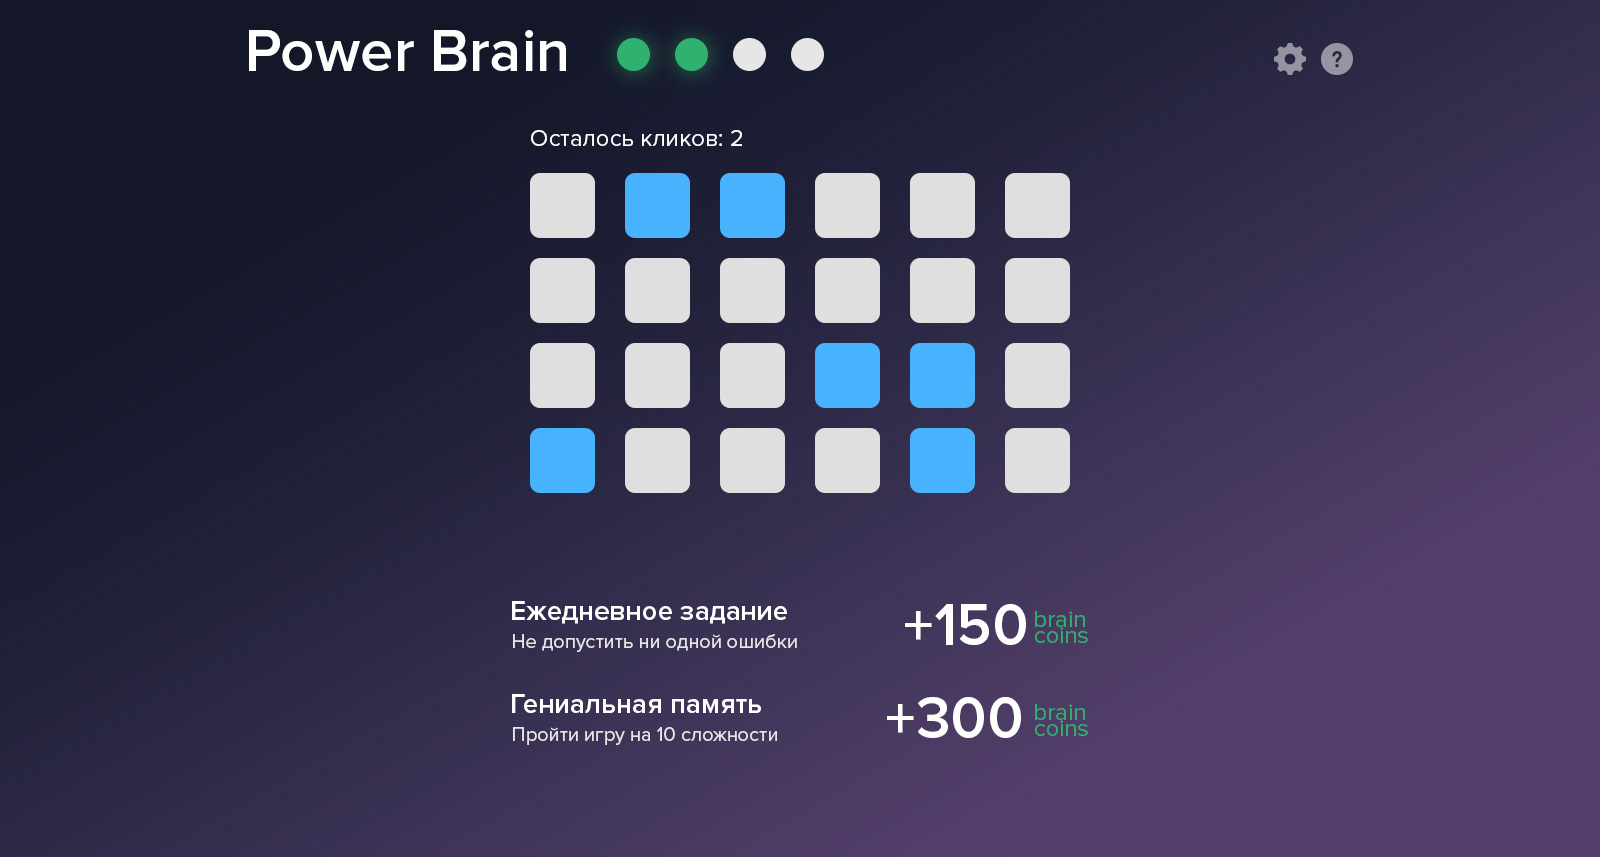 Power Brain
?
Осталось кликов: 2
Ежедневное задание
Не допустить ни одной ошибки
+150 brain
coins
Гениальная память
Пройти игру на 10 сложности
+300 brain
coins